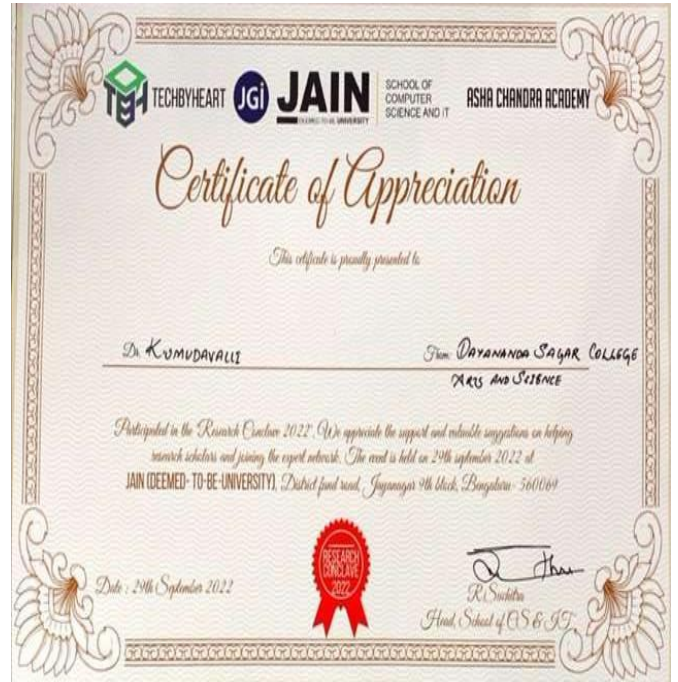 TECHBYHEART JGi JAIN DEEMED-TO-BE UNIVERSITY SCHOOL OF COMPUTER SCIENCE AND IT ASHA CHANDRA ACADEMY
Certificate of Appreciation
This cetificate is proudly presented to
Dr. KUMUDAVALLI From: DAYANANDA SAGAR COLLEGE
ARTS AND SCIENCE
Participated in the 'Research Conclave 2022', We appreciate the support and valuable suggestions on helping
research scholars and joining the expert network. The event is held on 29th september 2022 at
JAIN (DEEMED- TO-BE-UNIVERSITY), District fund road, Jayanagar 9th block, Bengaluru- 560069
RESEARCH
CONCLAVE
2022
Date : 29th September 2022
R.Suchitra
Head, School of CS & IT